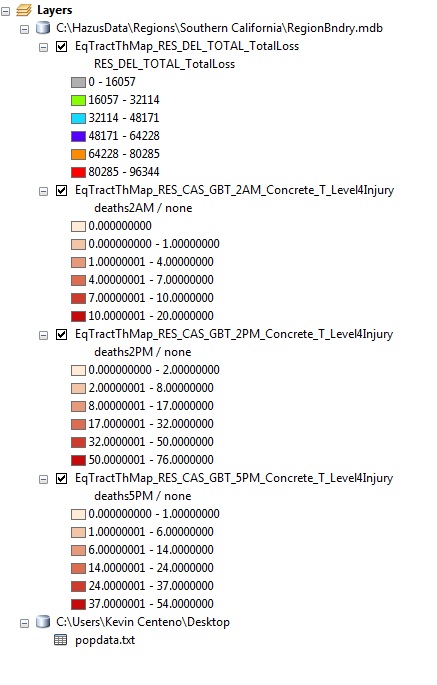 Layers
C:\HazusData\Regions\Southern California\RegionBndry.mdb
EqTractThMap_RES_DEL_TOTAL_TotalLoss
RES_DEL_TOTAL_TotalLoss
0 - 16057
16057 - 32114
32114 - 48171
48171 - 64228
64228 - 80285
80285 - 96344
EqTractThMap_RES_CAS_GBT_2AM_Concrete_T_Level4Injury
deaths2AM / none
0.000000000
0.000000000 - 1.00000000
1.00000001 - 4.00000000
4.00000001 - 7.00000000
7.00000001 - 10.0000000
10.0000001 - 20.0000000
EqTractThMap_RES_CAS_GBT_2PM_Concrete_T_Level4Injury
deaths2PM / none
0.000000000 - 2.00000000
2.00000001 - 8.00000000
8.00000001 - 17.0000000
17.0000001 - 32.0000000
32.0000001 - 50.0000000
50.0000001 - 76.0000000
EqTractThMap_RES_CAS_GBT_5PM_Concrete_T_Level4Injury
deaths5PM / none
0.000000000 - 1.00000000
1.00000001 - 6.00000000
6.00000001 - 14.0000000
14.0000001 - 24.0000000
24.0000001 - 37.0000000
37.0000001 - 54.0000000
C:\Users\Kevin Centeno\Desktop
popdata.txt